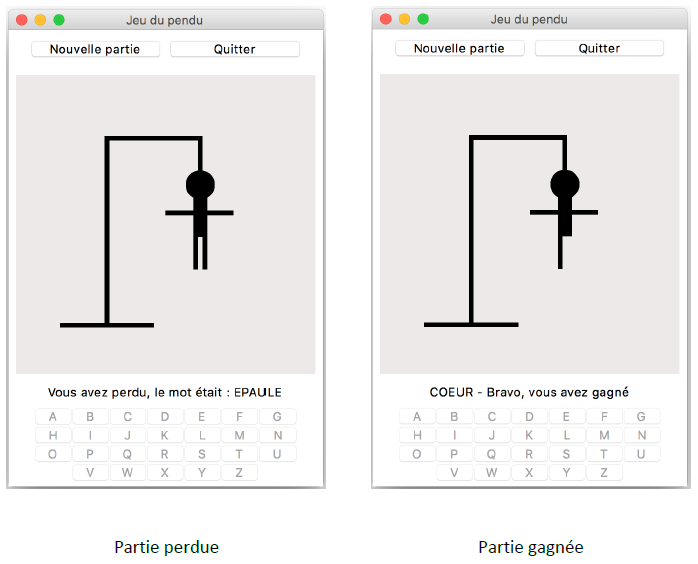 Jeu du pendu
Nouvelle partie Quitter
Vous avez perdu, le mot était : EPAULE
A B C D E F G
H I J K L M N
O P Q R S T U
V W X Y Z
Partie perdue
Jeu du pendu
Nouvelle partie Quitter
COEUR - Bravo, vous avez gagné
A B C D E F G
H I J K L M N
O P Q R S T U
V W X Y Z
Partie gagnée